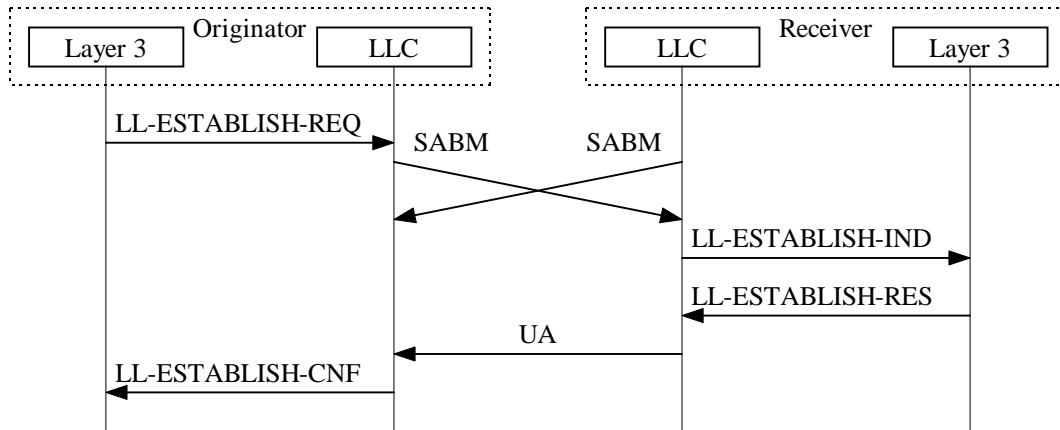 Originator
Receiver
Layer 3
LLC
LLC
Layer 3
LL-ESTABLISH-REQ
SABM
SABM
LL-ESTABLISH-IND
LL-ESTABLISH-RES
UA
LL-ESTABLISH-CNF